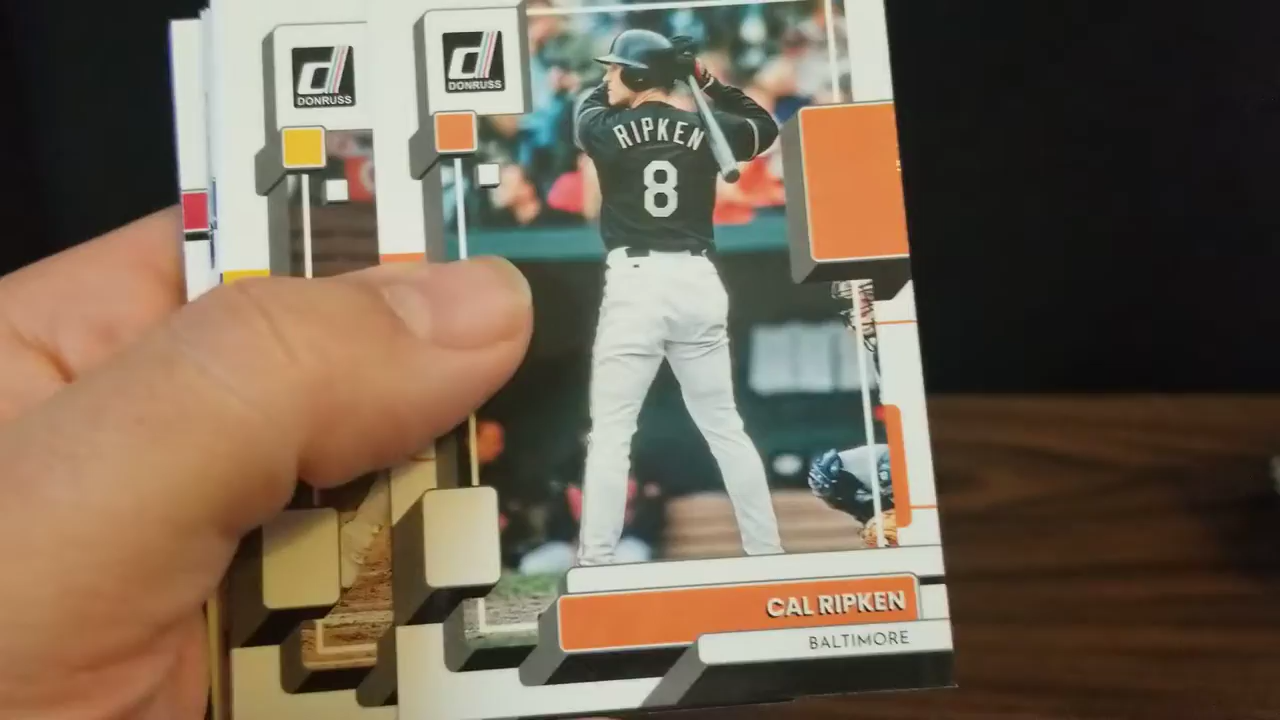 DONRUSS
DONRUSS
RIPKEN
8
CAL RIPKEN
BALTIMORE